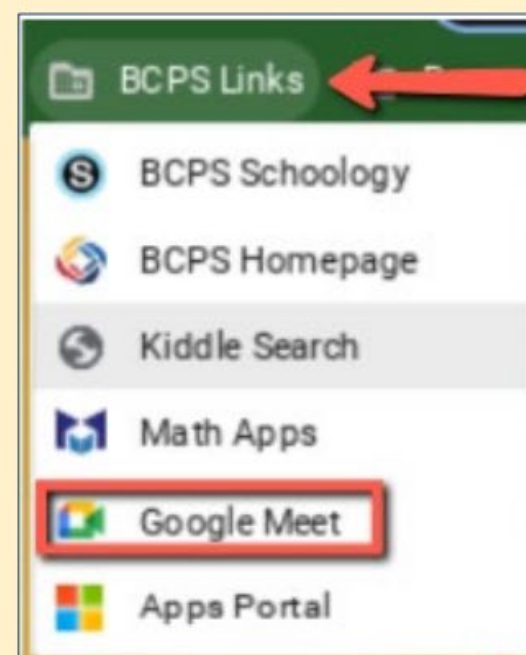 BCPS Links
BCPS Schoology
BCPS Homepage
Kiddle Search
Math Apps
Google Meet
Apps Portal